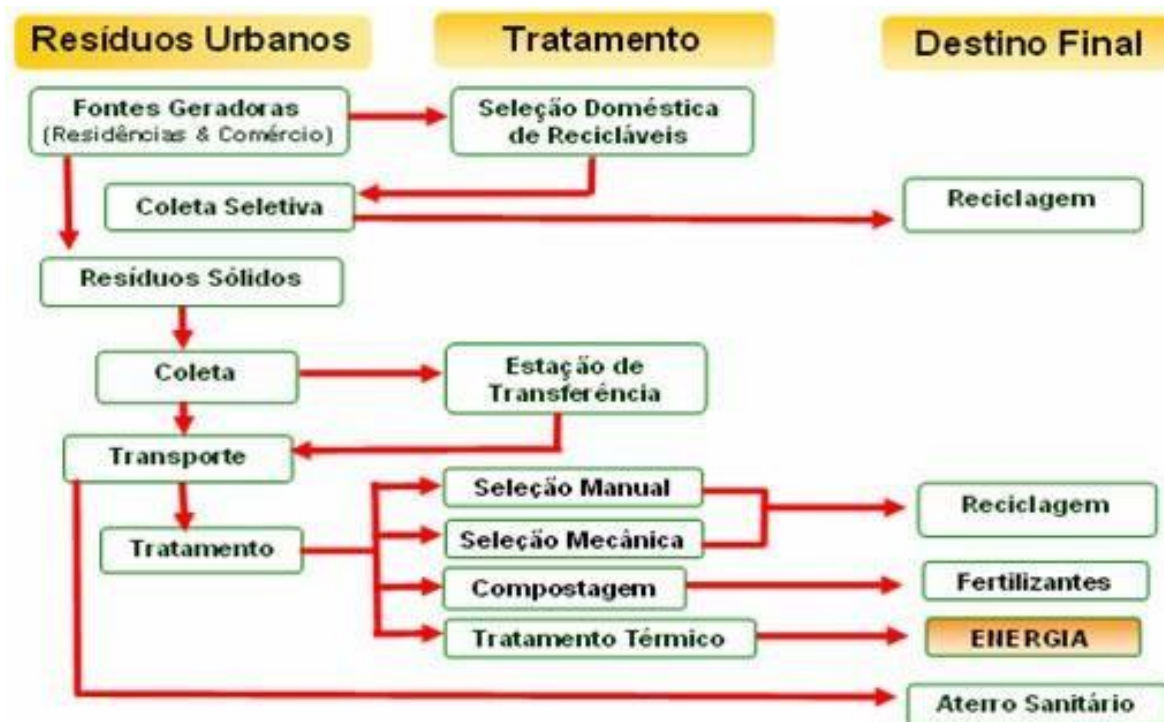 Resíduos Urbanos
Tratamento
Destino Final
Fontes Geradoras
(Residências & Comércio)
Seleção Doméstica
de Recicláveis
Coleta Seletiva
Reciclagem
Resíduos Sólidos
Coleta
Estação de
Transferência
Transporte
Seleção Manual
Reciclagem
Tratamento
Seleção Mecânica
Compostagem
Fertilizantes
Tratamento Térmico
ENERGIA
Aterro Sanitário